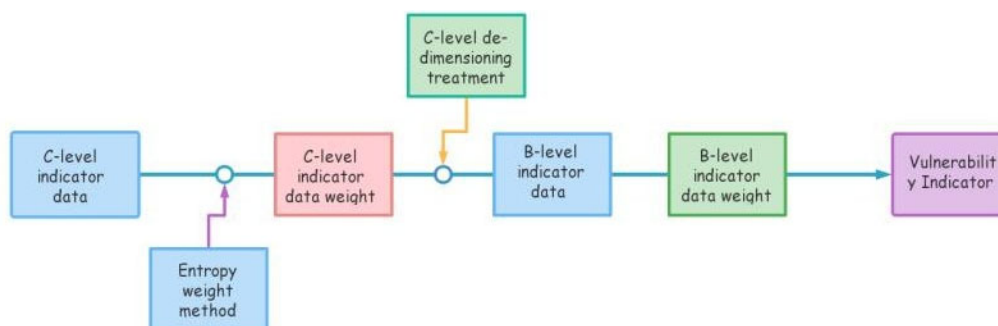 C-level de-
dimensioning
treatment
C-level
indicator
data
C-level
indicator
data weight
B-level
indicator
data
B-level
indicator
data weight
Vulnerabilit
y Indicator
Entropy
weight
method